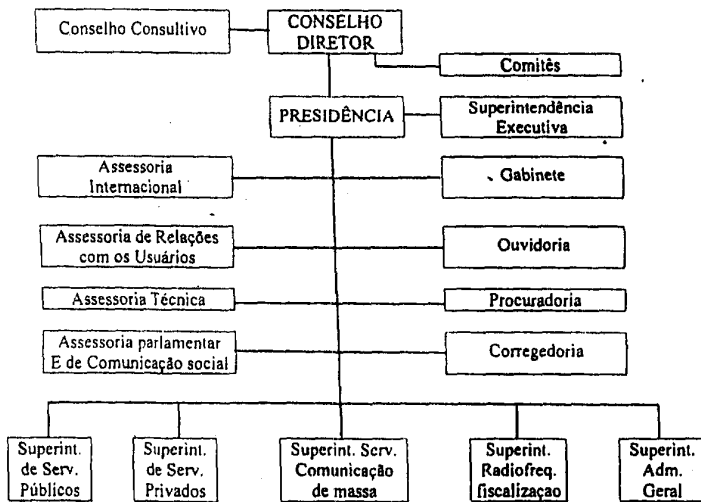 Conselho Consultivo
CONSELHO
DIRETOR
Comitês
PRESIDÊNCIA
Superintendência
Executiva
Assessoria
Internacional
Gabinete
Assessoria de Relações
com os Usuários
Ouvidoria
Assessoria Técnica
Procuradoria
Assessoria parlamentar
E de Comunicação social
Corregedoria
Superint.
de Serv.
Públicos
Superint.
de Serv.
Privados
Superint. Serv.
Comunicação
de massa
Superint.
Radiofreq.
fiscalizaçao
Superint.
Adm.
Geral